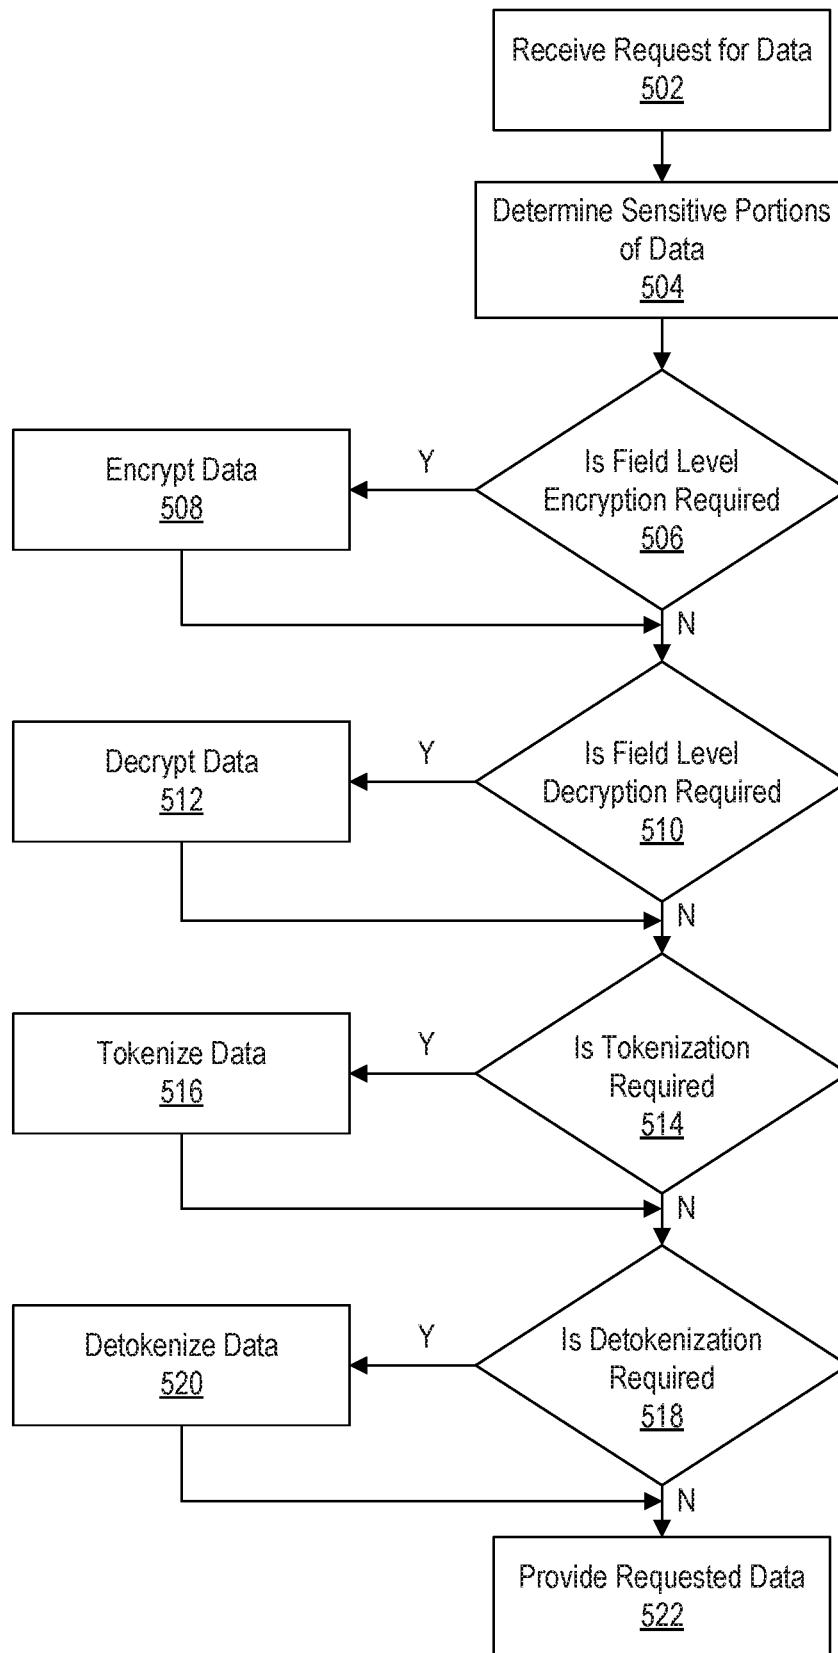 Receive Request for Data
502
Determine Sensitive Portions
of Data
504
Is Field Level
Encryption Required
506
Y
Encrypt Data
508
N
Is Field Level
Decryption Required
510
Y
Decrypt Data
512
N
Is Tokenization
Required
514
Y
Tokenize Data
516
N
Is Detokenization
Required
518
Y
Detokenize Data
520
N
Provide Requested Data
522